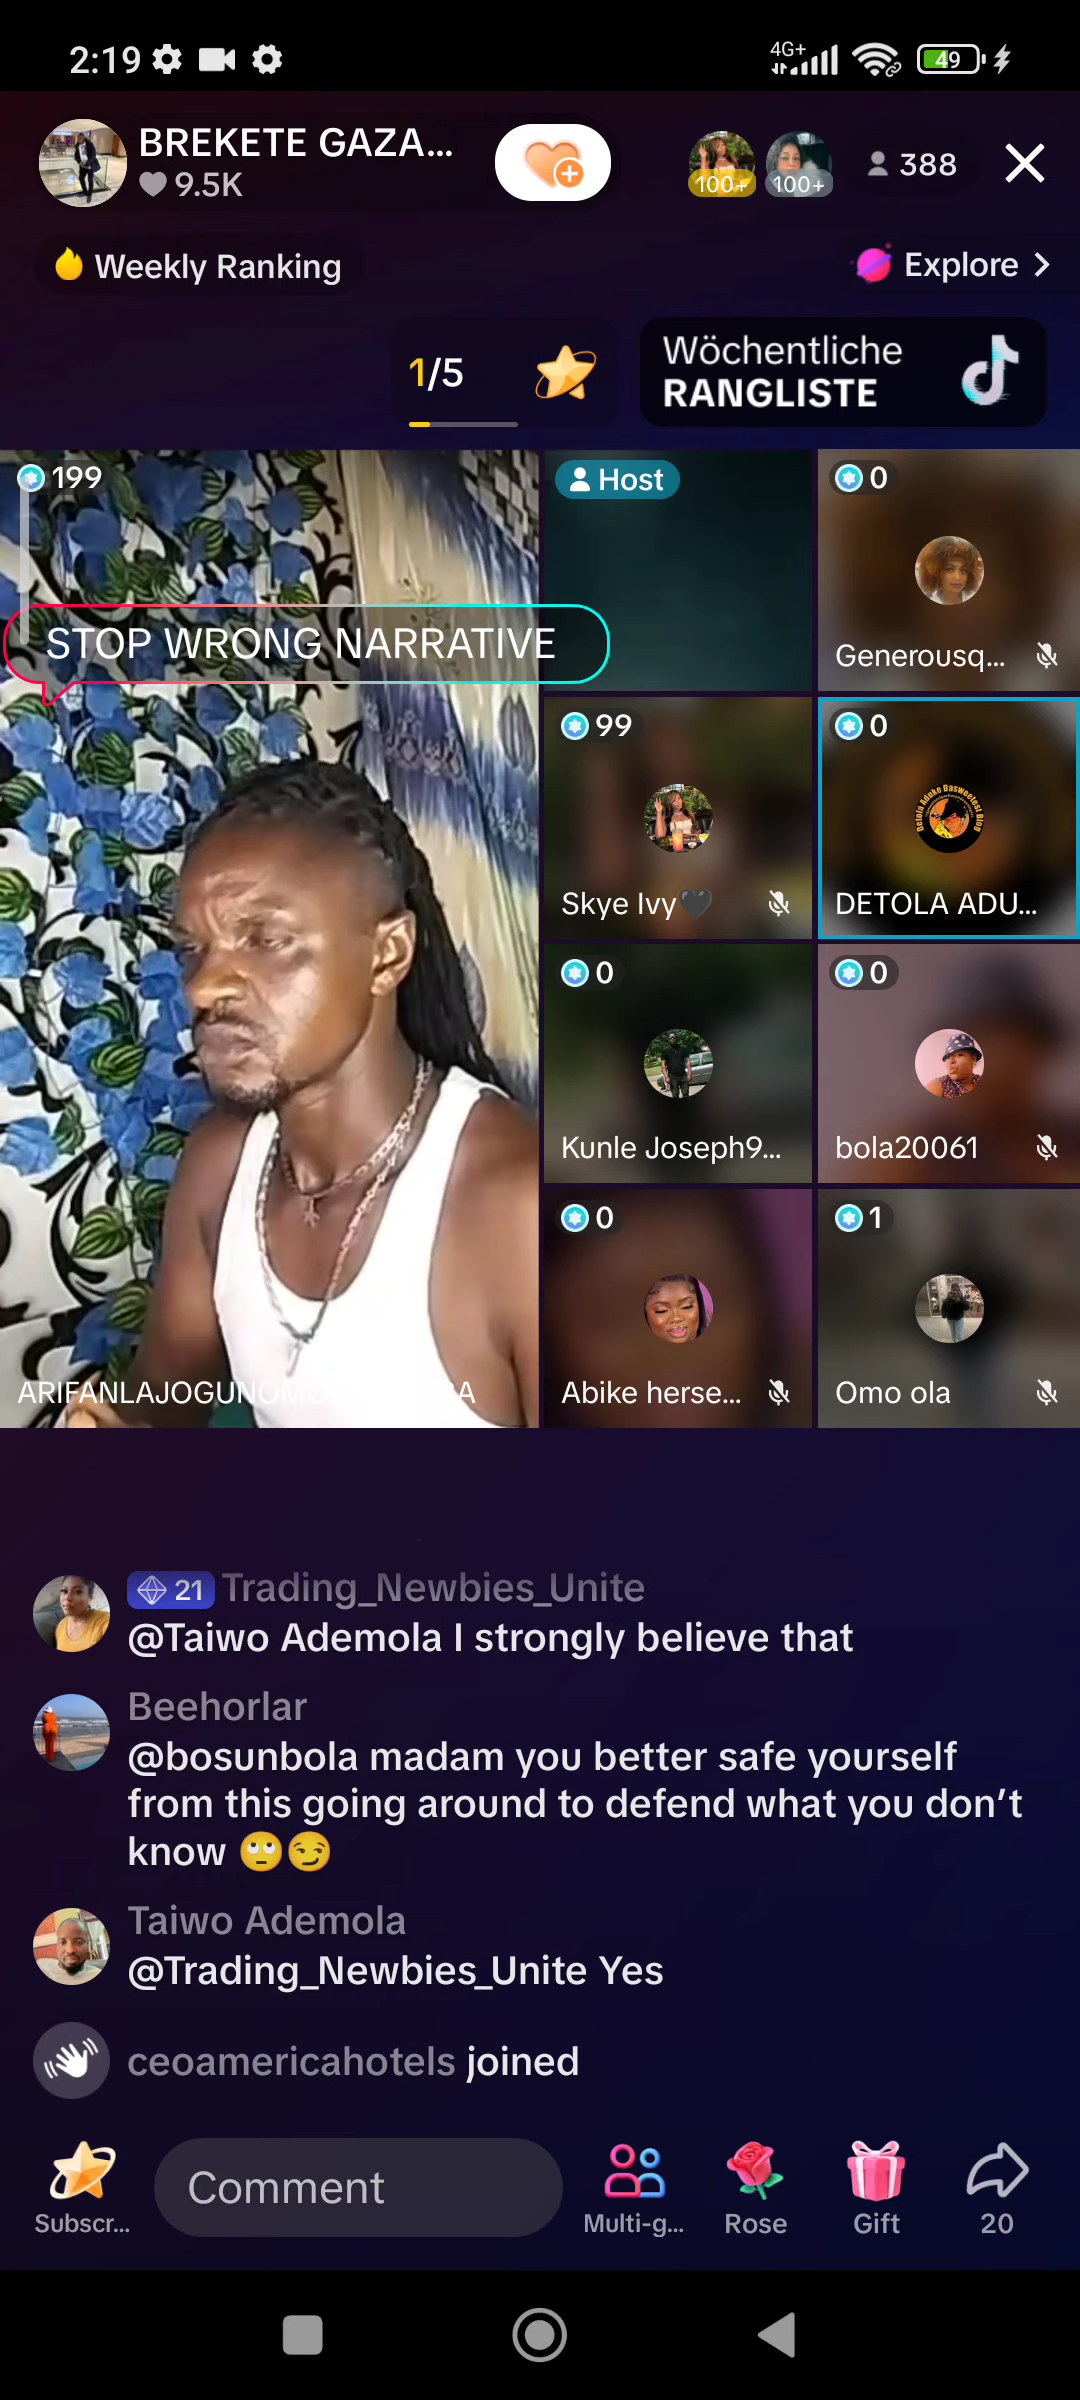 2:19
4G+
49
BREKETE GAZA...
9.5K
100+
100+
388
Weekly Ranking
Explore
1/5
Wöchentliche
RANGLISTE
199
Host
0
Generousq...
STOP WRONG NARRATIVE
99
Skye Ivy🖤
0
Detola Aduke Dasweetest Blog
DETOLA ADU...
0
Kunle Joseph9...
0
bola20061
0
Abike herse...
1
Omo ola
21 Trading_Newbies_Unite
@Taiwo Ademola I strongly believe that
Beehorlar
@bosunbola madam you better safe yourself
from this going around to defend what you don’t
know 🙄😏
Taiwo Ademola
@Trading_Newbies_Unite Yes
ceoamericahotels joined
Subscr...
Comment
Multi-g...
Rose
Gift
20